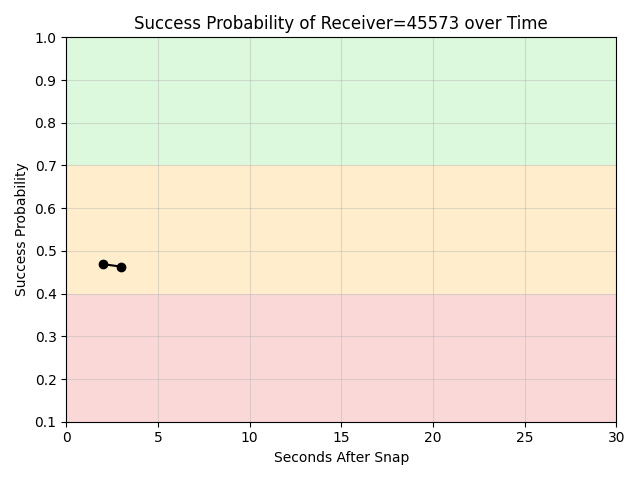 Success Probability of Receiver=45573 over Time
1.0
0.9
0.8
0.7
0.6
0.5
0.4
0.3
0.2
0.1
Success Probability
0 5 10 15 20 25 30
Seconds After Snap